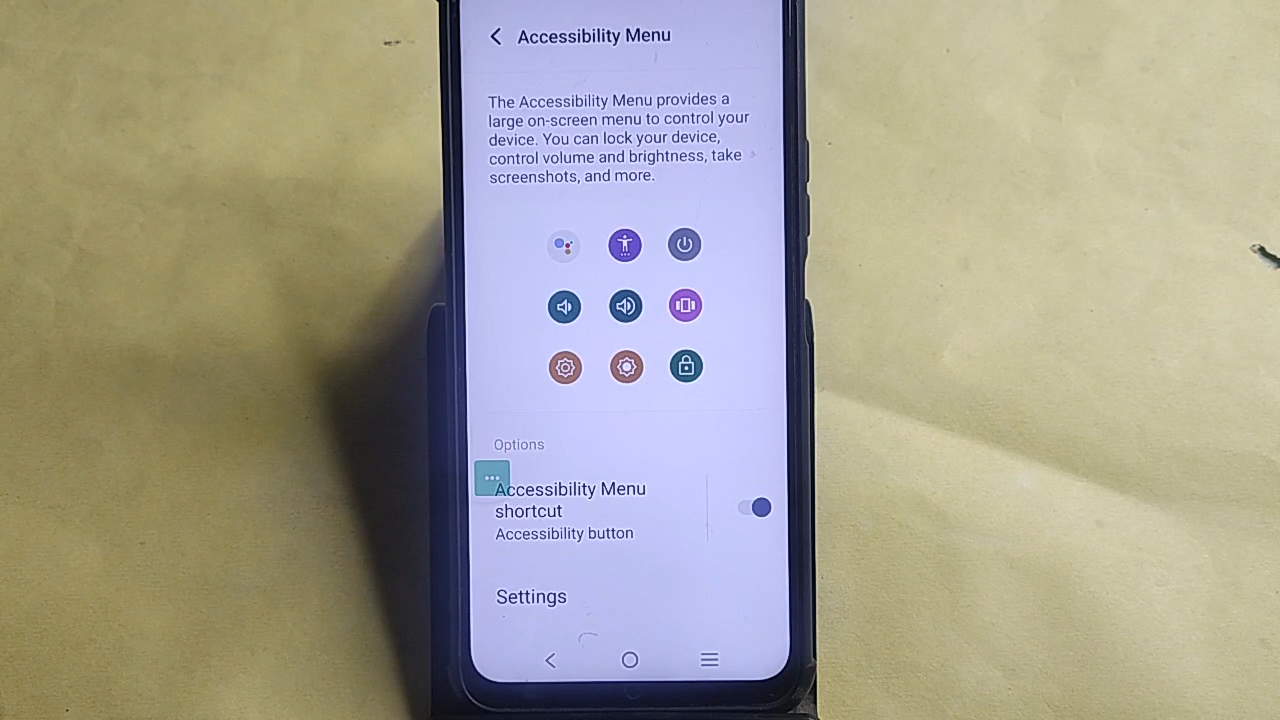 Accessibility Menu
The Accessibility Menu provides a
large on-screen menu to control your
device. You can lock your device,
control volume and brightness, take
screenshots, and more.
Options
Accessibility Menu
shortcut
Accessibility button
Settings